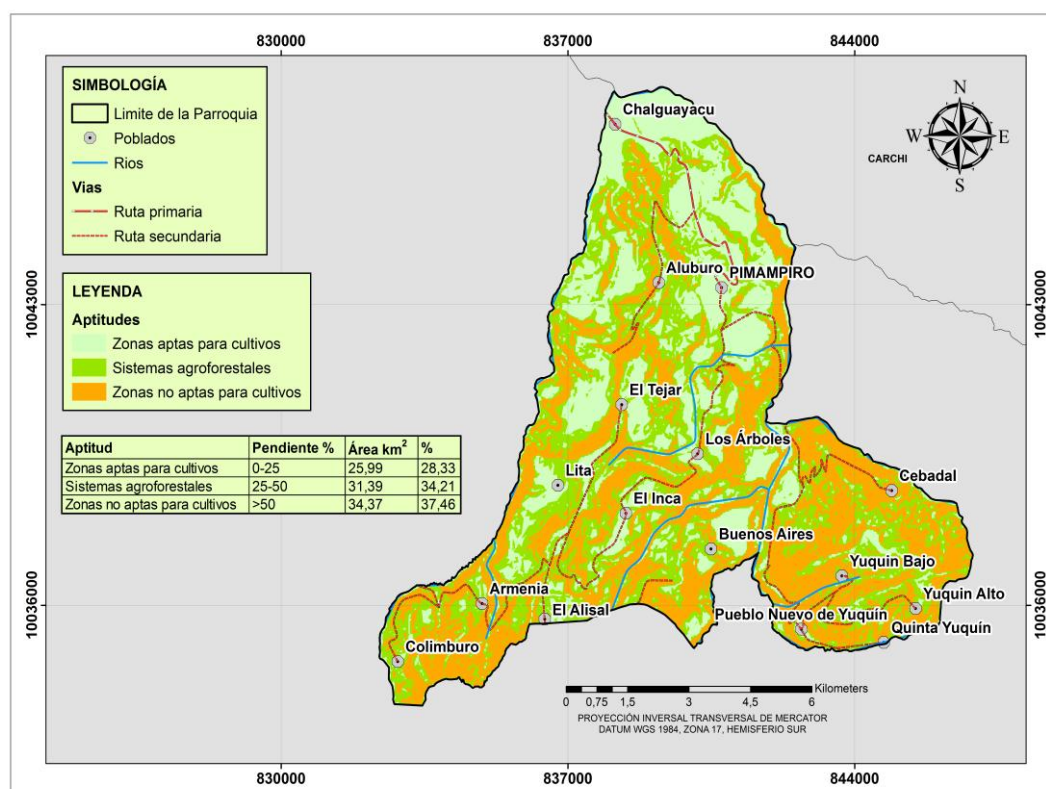 830000
837000
844000
SIMBOLOGÍA
Limite de la Parroquia
Poblados
Rios
Vias
Ruta primaria
Ruta secundaria
LEYENDA
Aptitudes
Zonas aptas para cultivos
Sistemas agroforestales
Zonas no aptas para cultivos
Aptitud Pendiente % Área km2 %
Zonas aptas para cultivos 0-25 25,99 28,33
Sistemas agroforestales 25-50 31,39 34,21
Zonas no aptas para cultivos >50 34,37 37,46
N
W E
S
CARCHI
Chalguayacu
Aluburo
PIMAMPIRO
El Tejar
Los Árboles
Lita
Cebadal
El Inca
Buenos Aires
Yuquin Bajo
Armenia
Yuquin Alto
El Alisal
Pueblo Nuevo de Yuquín
Quinta Yuquín
Colimburo
10043000
10043000
10036000
10036000
Kilometers
0 0,75 1,5 3 4,5 6
PROYECCIÓN INVERSAL TRANSVERSAL DE MERCATOR
DATUM WGS 1984, ZONA 17, HEMISFERIO SUR
830000
837000
844000